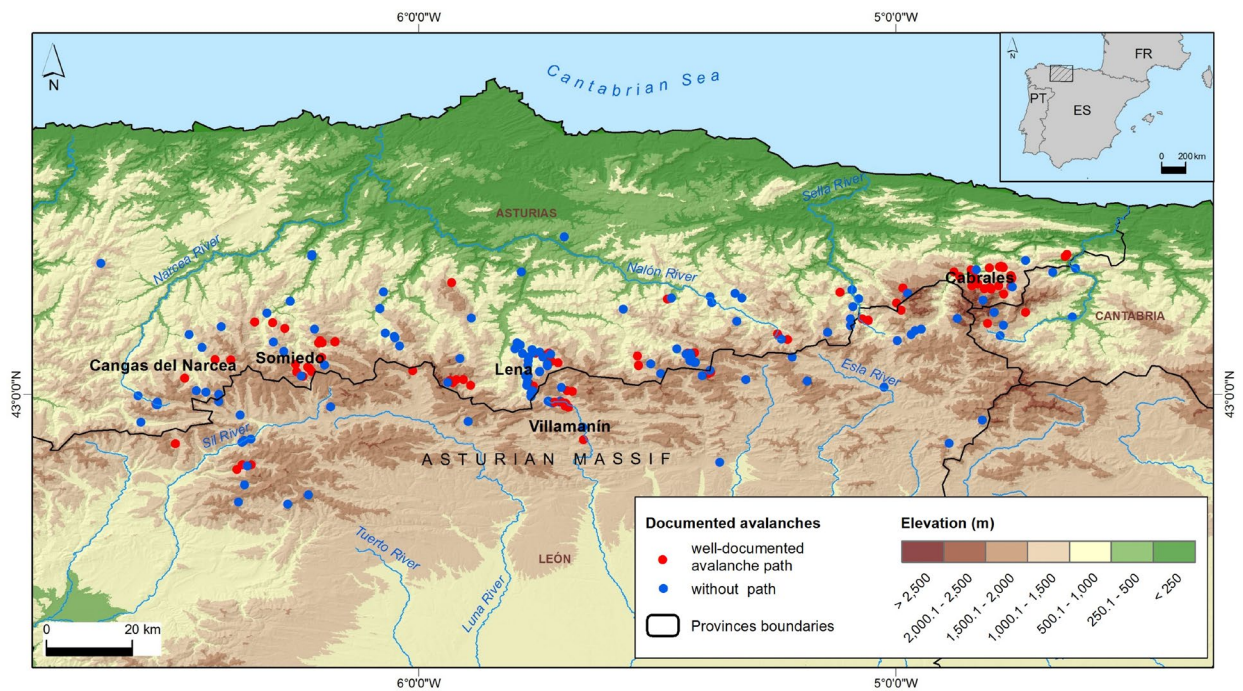 6°0'0"W
5°0'0"W
N
Cantabrian Sea
N
FR
PT
ES
0 200 km
Sella River
ASTURIAS
Narcea River
Nalón River
Cabrales
CANTABRIA
Cangas del Narcea
Somiedo
Lena
Esla River
43°0'0"N
43°0'0"N
Villamanín
Sil River
ASTURIAN MASSIF
Tuerto River
LEÓN
Luna River
0 20 km
Documented avalanches
well-documented
avalanche path
without path
Provinces boundaries
Elevation (m)
> 2,500
2,000.1 - 2,500
1,500.1 - 2,000
1,000.1 - 1,500
500.1 - 1,000
250.1 - 500
< 250
6°0'0"W
5°0'0"W